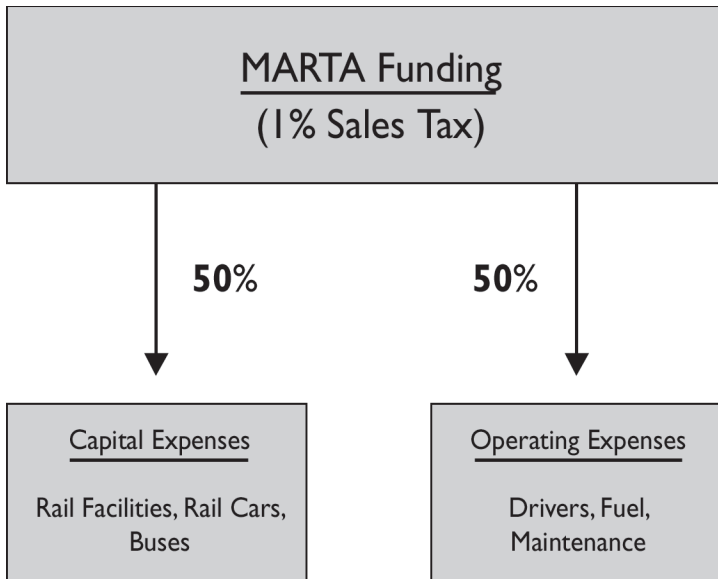 MARTA Funding
(1% Sales Tax)
50%
50%
Capital Expenses
Rail Facilities, Rail Cars,
Buses
Operating Expenses
Drivers, Fuel,
Maintenance